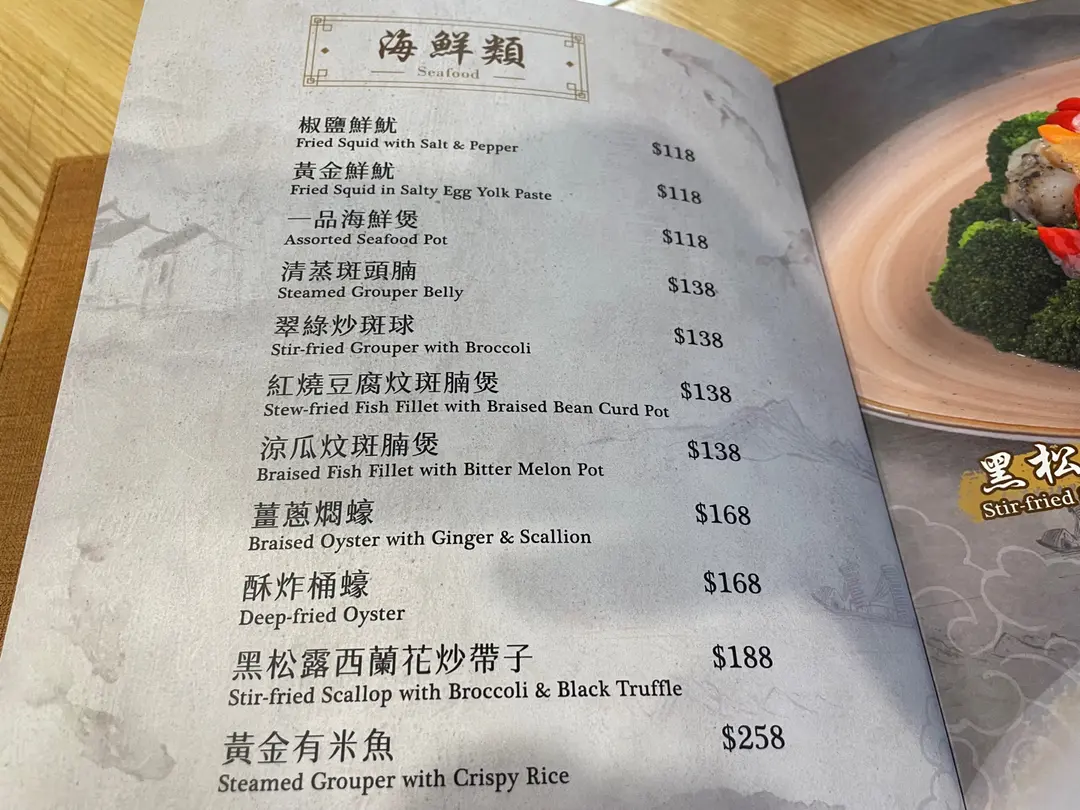 海鮮類
Seafood
椒鹽鮮魷
Fried Squid with Salt & Pepper
$118
黃金鮮魷
Fried Squid in Salty Egg Yolk Paste
$118
一品海鮮煲
Assorted Seafood Pot
$118
清蒸斑頭腩
Steamed Grouper Belly
$138
翠綠炒斑球
Stir-fried Grouper with Broccoli
$138
紅燒豆腐炆斑腩煲
Stew-fried Fish Fillet with Braised Bean Curd Pot
$138
涼瓜炆斑腩煲
Braised Fish Fillet with Bitter Melon Pot
$138
薑蔥燜蠔
Braised Oyster with Ginger & Scallion
$168
酥炸桶蠔
Deep-fried Oyster
$168
黑松露西蘭花炒帶子
Stir-fried Scallop with Broccoli & Black Truffle
$188
黃金有米魚
Steamed Grouper with Crispy Rice
$258
黑松
Stir-fried